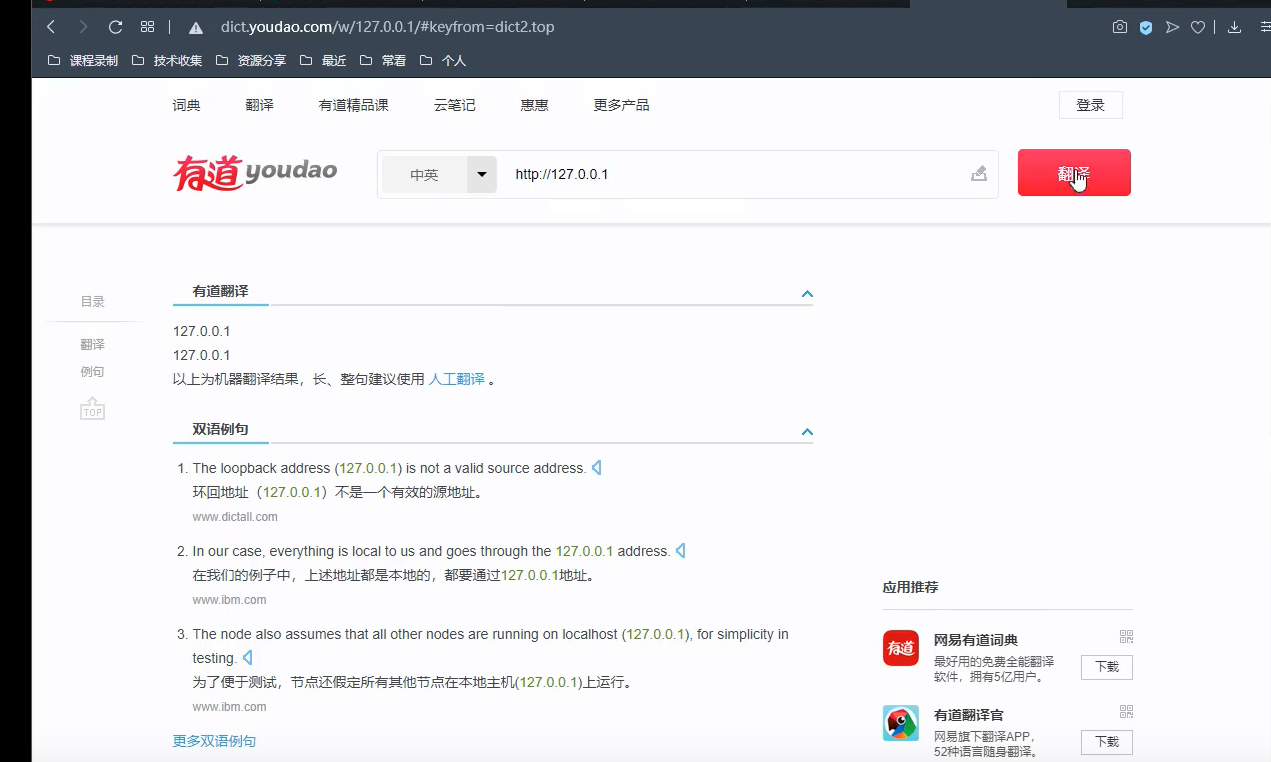 dict.youdao.com/w/127.0.0.1/#keyfrom=dict2.top
课程录制 技术收集 资源分享 最近 常看 个人
词典 翻译 有道精品课 云笔记 惠惠 更多产品 登录
有道youdao 中英 http://127.0.0.1 翻译
目录
翻译
例句
TOP
有道翻译
127.0.0.1
127.0.0.1
以上为机器翻译结果，长、整句建议使用 人工翻译 。
双语例句
1. The loopback address (127.0.0.1) is not a valid source address.
环回地址（127.0.0.1）不是一个有效的源地址。
www.dictall.com
2. In our case, everything is local to us and goes through the 127.0.0.1 address.
在我们的例子中，上述地址都是本地的，都要通过127.0.0.1地址。
www.ibm.com
3. The node also assumes that all other nodes are running on localhost (127.0.0.1), for simplicity in
testing.
为了便于测试，节点还假定所有其他节点在本地主机(127.0.0.1)上运行。
www.ibm.com
更多双语例句
应用推荐
有道
网易有道词典
最好用的免费全能翻译
软件，拥有5亿用户。
下载
有道翻译官
网易旗下翻译APP，
52种语言随身翻译。
下载